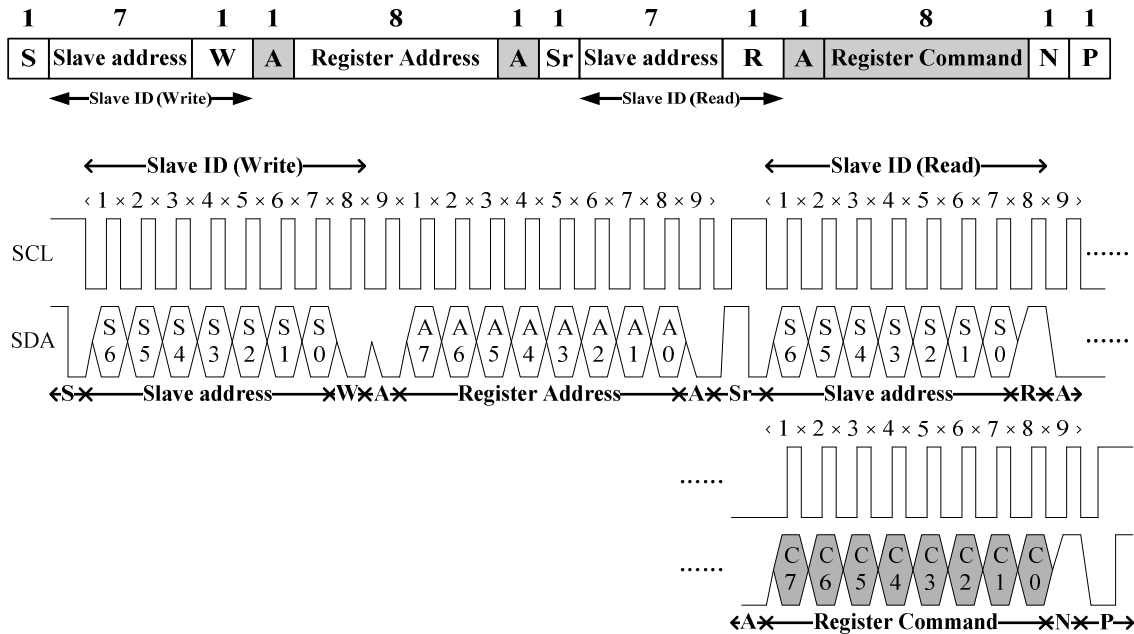 1 7 1 1 8 1 1 7 1 1 8 1 1
S Slave address W A Register Address A Sr Slave address R A Register Command N P
Slave ID (Write) Slave ID (Read)
Slave ID (Write) Slave ID (Read)
‹ 1 × 2 × 3 × 4 × 5 × 6 × 7 × 8 × 9 × 1 × 2 × 3 × 4 × 5 × 6 × 7 × 8 × 9 › ‹ 1 × 2 × 3 × 4 × 5 × 6 × 7 × 8 × 9 ›
SCL ......
S S S S S S S A A A A A A A A S S S S S S S
SDA ......
6 5 4 3 2 1 0 7 6 5 4 3 2 1 0 6 5 4 3 2 1 0
S Slave address W A Register Address A Sr Slave address R A
‹ 1 × 2 × 3 × 4 × 5 × 6 × 7 × 8 × 9 ›
......
C C C C C C C C
......
7 6 5 4 3 2 1 0
A Register Command N P